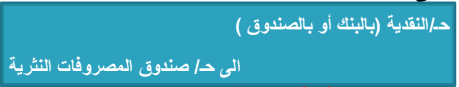 حـ/النقدية (بالبنك أو بالصندوق )
الى حـ/ صندوق المصروفات النثرية